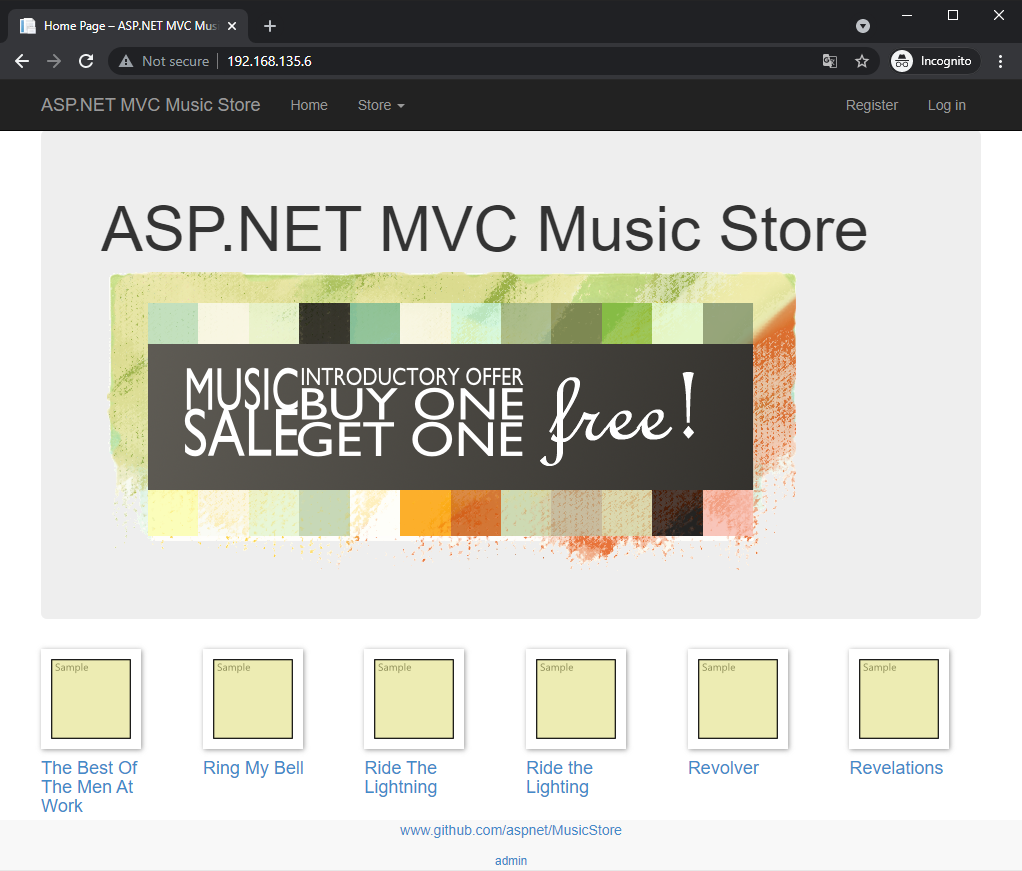 Home Page – ASP.NET MVC Mus
Not secure
192.168.135.6
Incognito
ASP.NET MVC Music Store
Home
Store
Register
Log in
ASP.NET MVC Music Store
MUSIC SALE
INTRODUCTORY OFFER
BUY ONE
GET ONE
free!
Sample
Sample
Sample
Sample
Sample
Sample
The Best Of
The Men At
Work
Ring My Bell
Ride The
Lightning
Ride the
Lighting
Revolver
Revelations
www.github.com/aspnet/MusicStore
admin